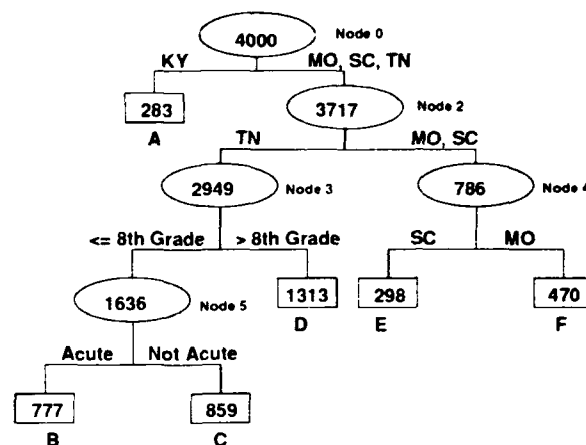 4000 Node 0
KY MO, SC, TN
283 3717 Node 2
A
TN MO, SC
2949 Node 3 786 Node 4
<= 8th Grade > 8th Grade SC MO
1636 Node 5 1313 298 470
D E F
Acute Not Acute
777 859
B C